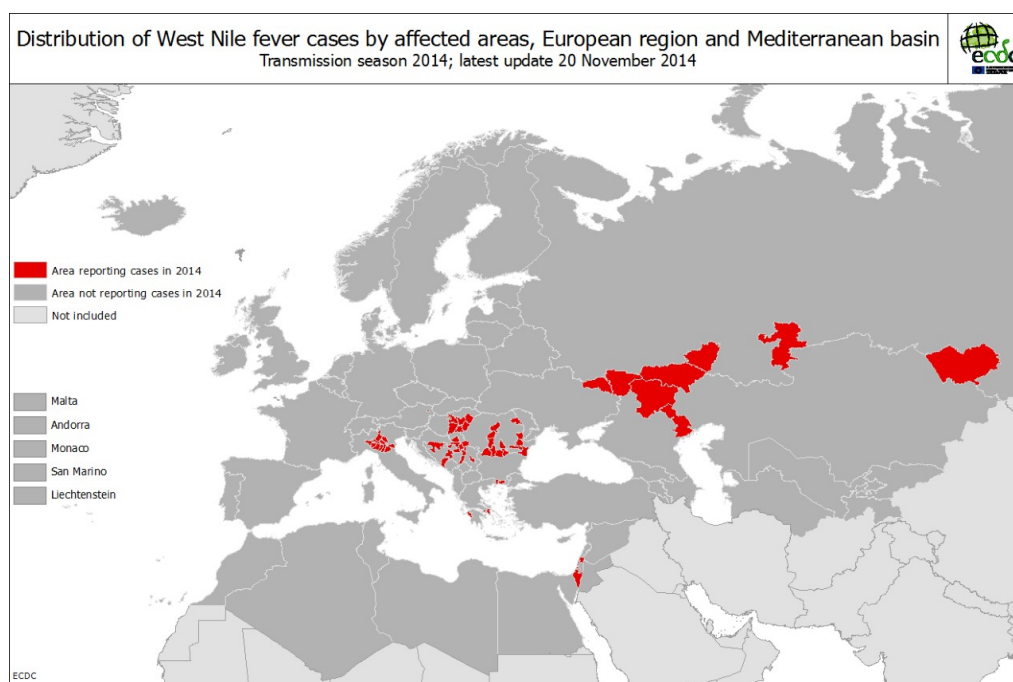 Distribution of West Nile fever cases by affected areas, European region and Mediterranean basin
Transmission season 2014; latest update 20 November 2014
ecdc
Area reporting cases in 2014
Area not reporting cases in 2014
Not included
Malta
Andorra
Monaco
San Marino
Liechtenstein
ECDC